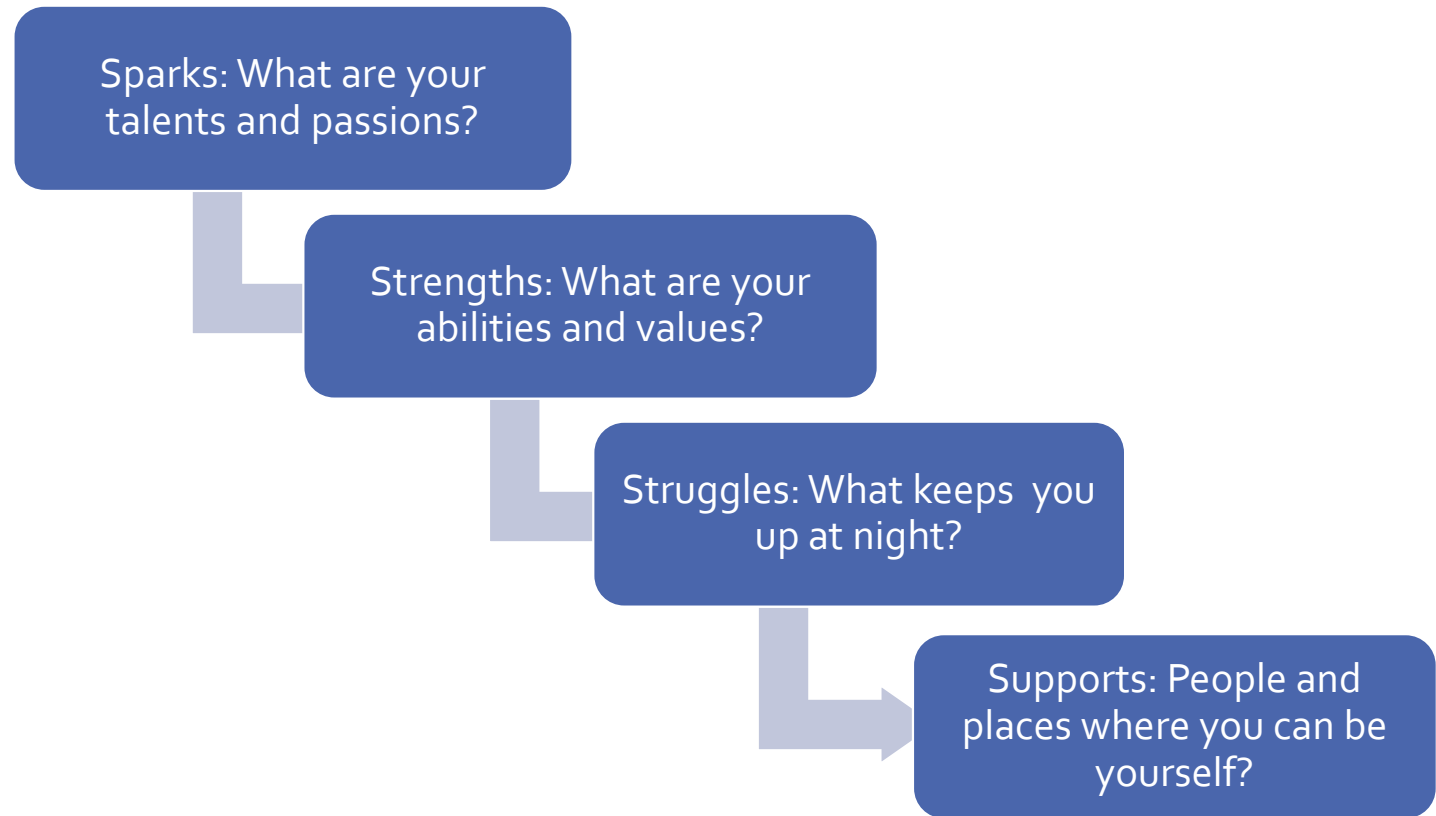 Sparks: What are your
talents and passions?
Strengths: What are your
abilities and values?
Struggles: What keeps  you
up at night?
Supports: People and
places where you can be
yourself?